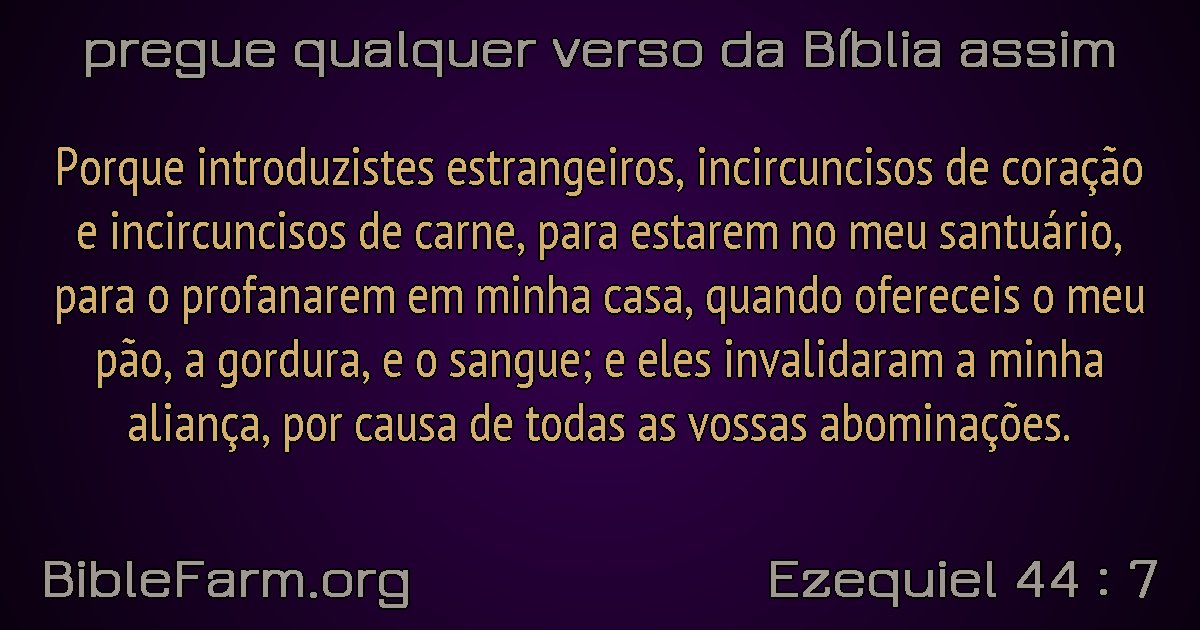 pregue qualquer verso da Bíblia assim
Porque introduzistes estrangeiros, incircuncisos de coração
e incircuncisos de carne, para estarem no meu santuário,
para o profanarem em minha casa, quando ofereceis o meu
pão, a gordura, e o sangue; e eles invalidaram a minha
aliança, por causa de todas as vossas abominações.
BibleFarm.org
Ezequiel 44 : 7